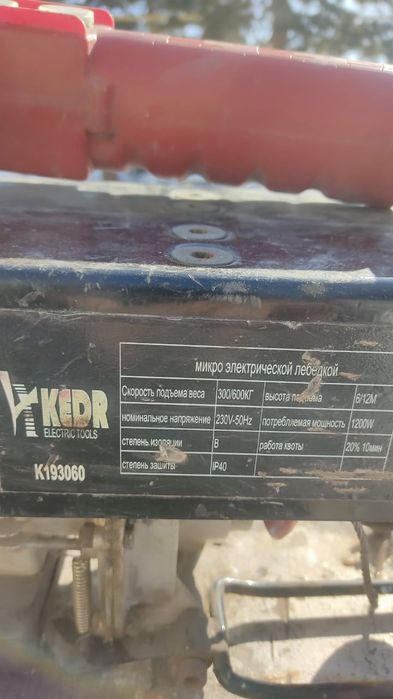 KEDR
ELECTRIC TOOLS
K193060
микро электрической лебедкой
Скорость подъема веса 300/600КГ высота подъема 6/12М
номинальное напряжение 230V-50Hz потребляемая мощность 1200W
степень изоляции B работа квоты 20% 10мин
степень защиты IP40